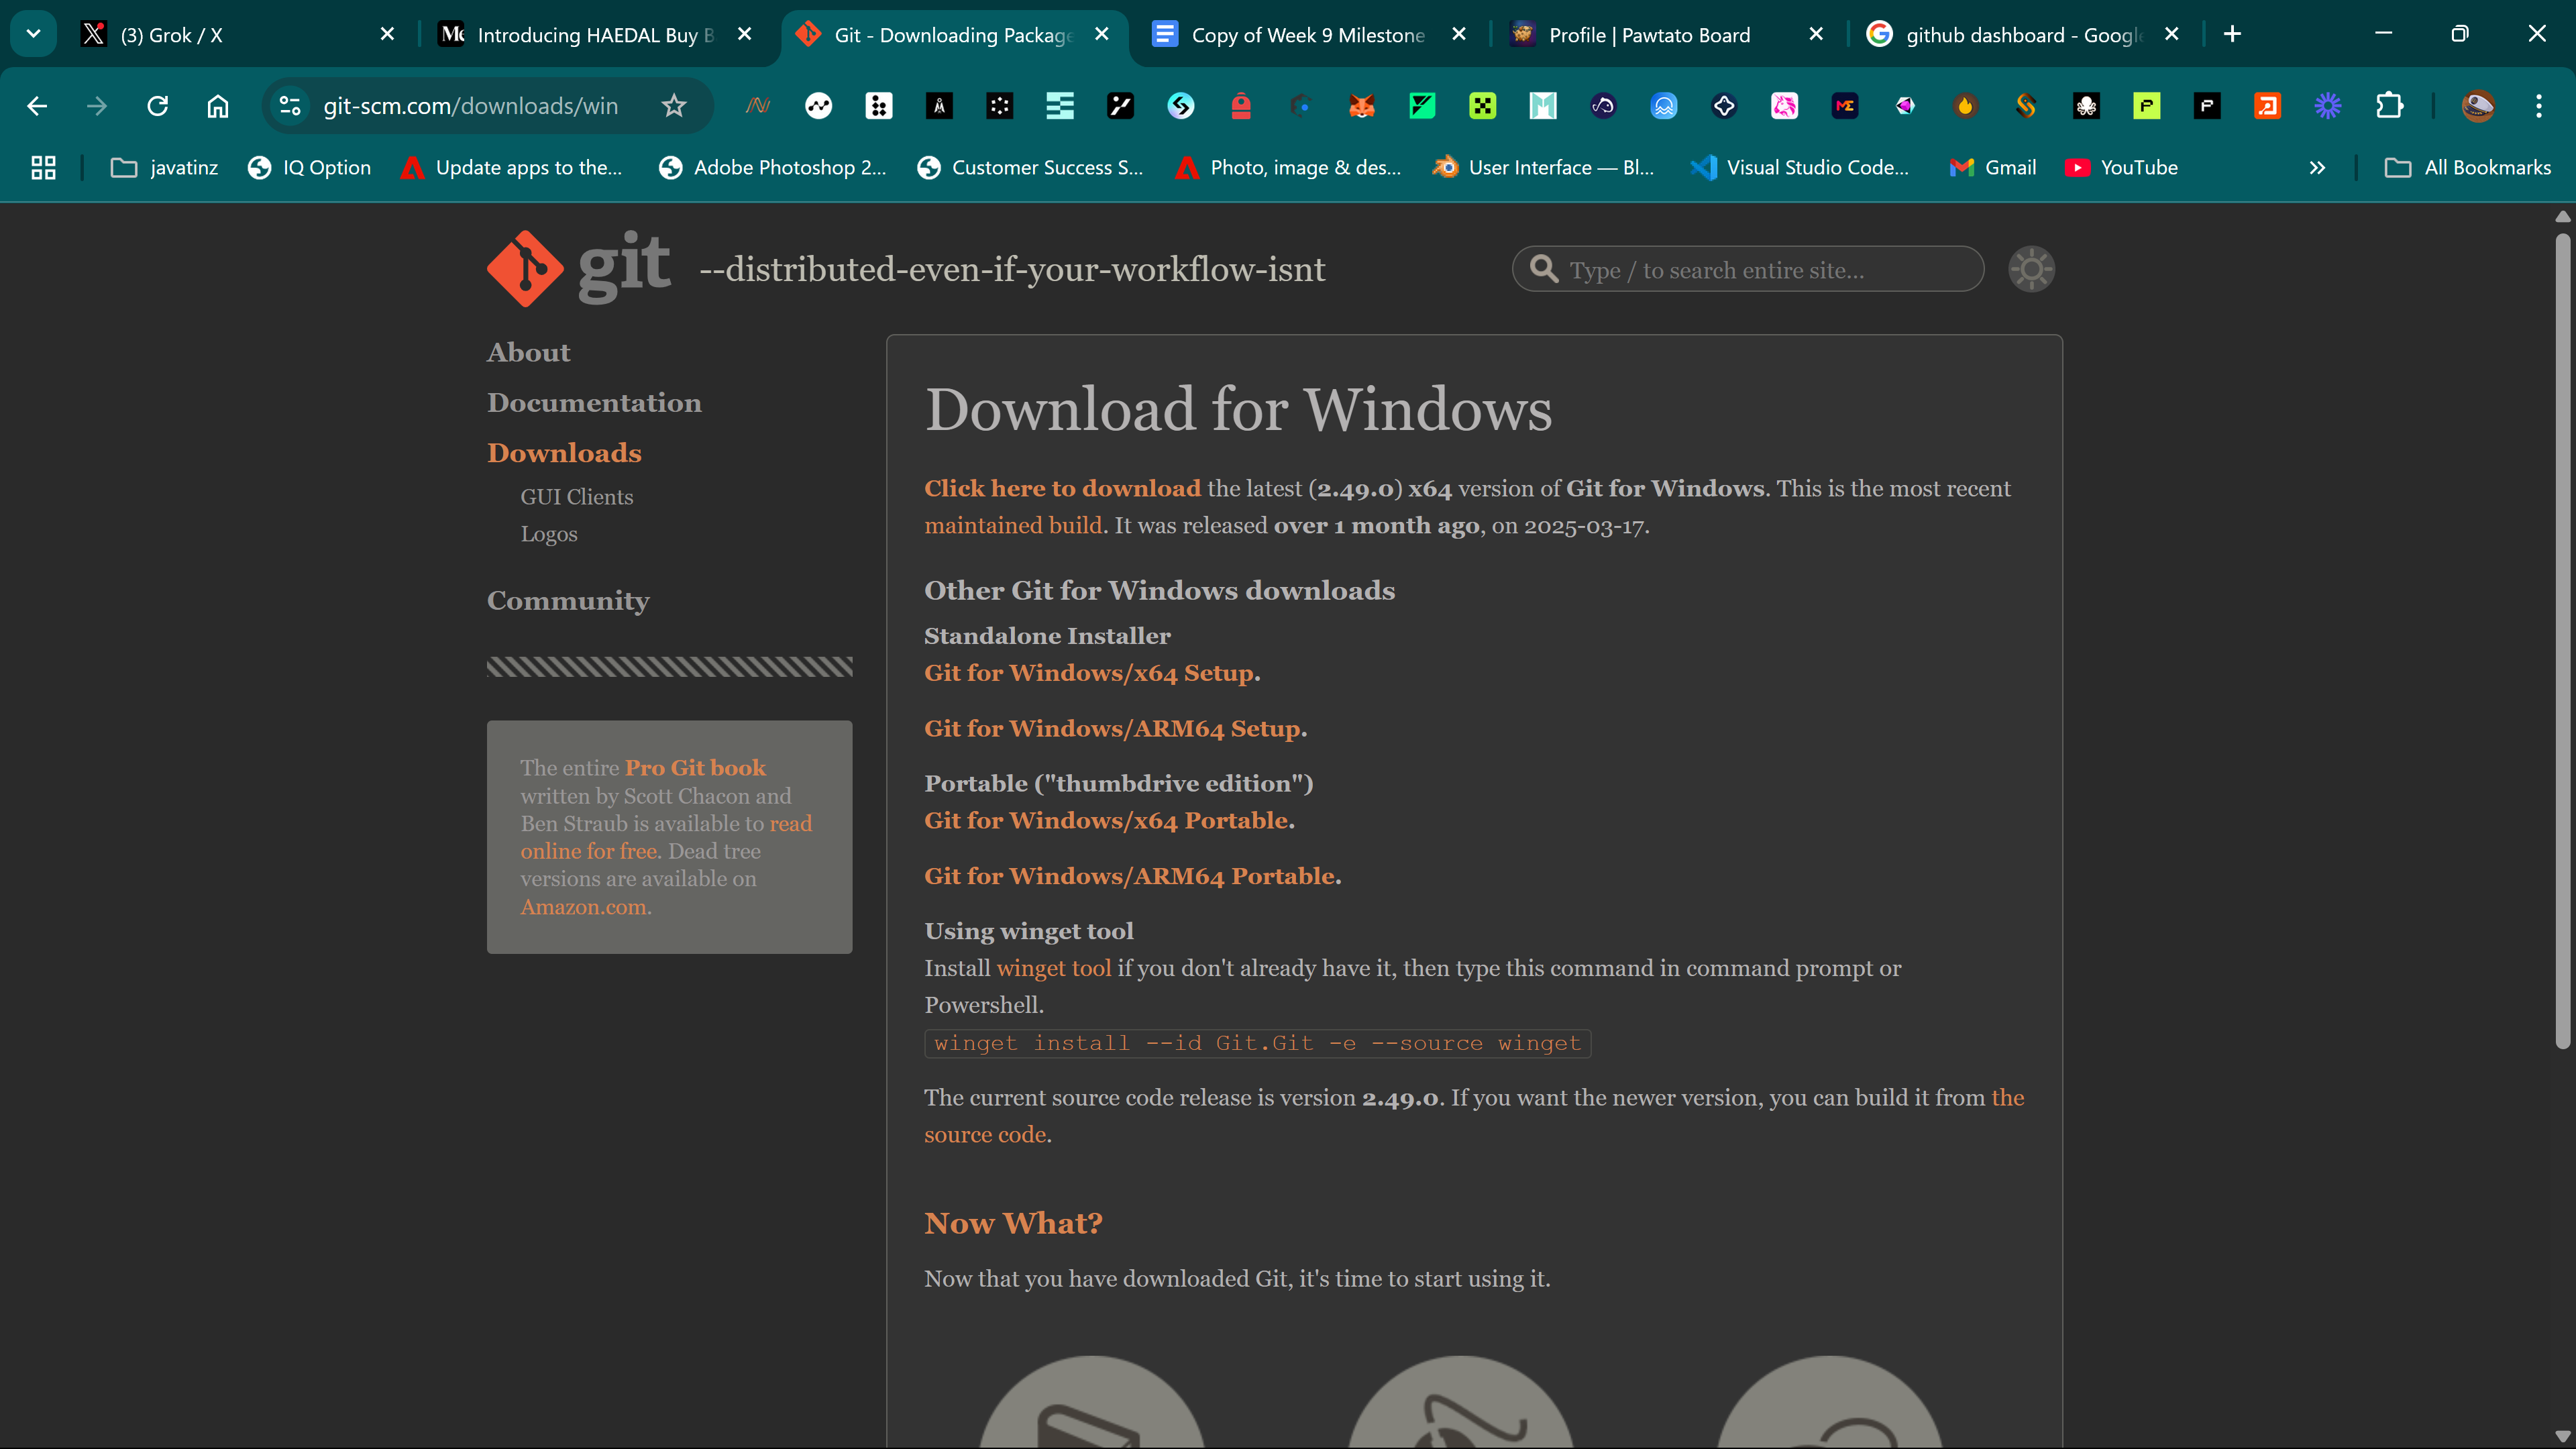 (3) Grok / X
Introducing HAEDAL Buy B
Git - Downloading Package
Copy of Week 9 Milestone
Profile | Pawtato Board
github dashboard - Google
git-scm.com/downloads/win
javatinz
IQ Option
Update apps to the...
Adobe Photoshop 2...
Customer Success S...
Photo, image & des...
User Interface — Bl...
Visual Studio Code...
Gmail
YouTube
All Bookmarks
git --distributed-even-if-your-workflow-isnt
Type / to search entire site...
About
Documentation
Downloads
GUI Clients
Logos
Community
The entire Pro Git book
written by Scott Chacon and
Ben Straub is available to read
online for free. Dead tree
versions are available on
Amazon.com.
Download for Windows
Click here to download the latest (2.49.0) x64 version of Git for Windows. This is the most recent
maintained build. It was released over 1 month ago, on 2025-03-17.
Other Git for Windows downloads
Standalone Installer
Git for Windows/x64 Setup.
Git for Windows/ARM64 Setup.
Portable ("thumbdrive edition")
Git for Windows/x64 Portable.
Git for Windows/ARM64 Portable.
Using winget tool
Install winget tool if you don't already have it, then type this command in command prompt or
Powershell.
winget install --id Git.Git -e --source winget
The current source code release is version 2.49.0. If you want the newer version, you can build it from the
source code.
Now What?
Now that you have downloaded Git, it's time to start using it.